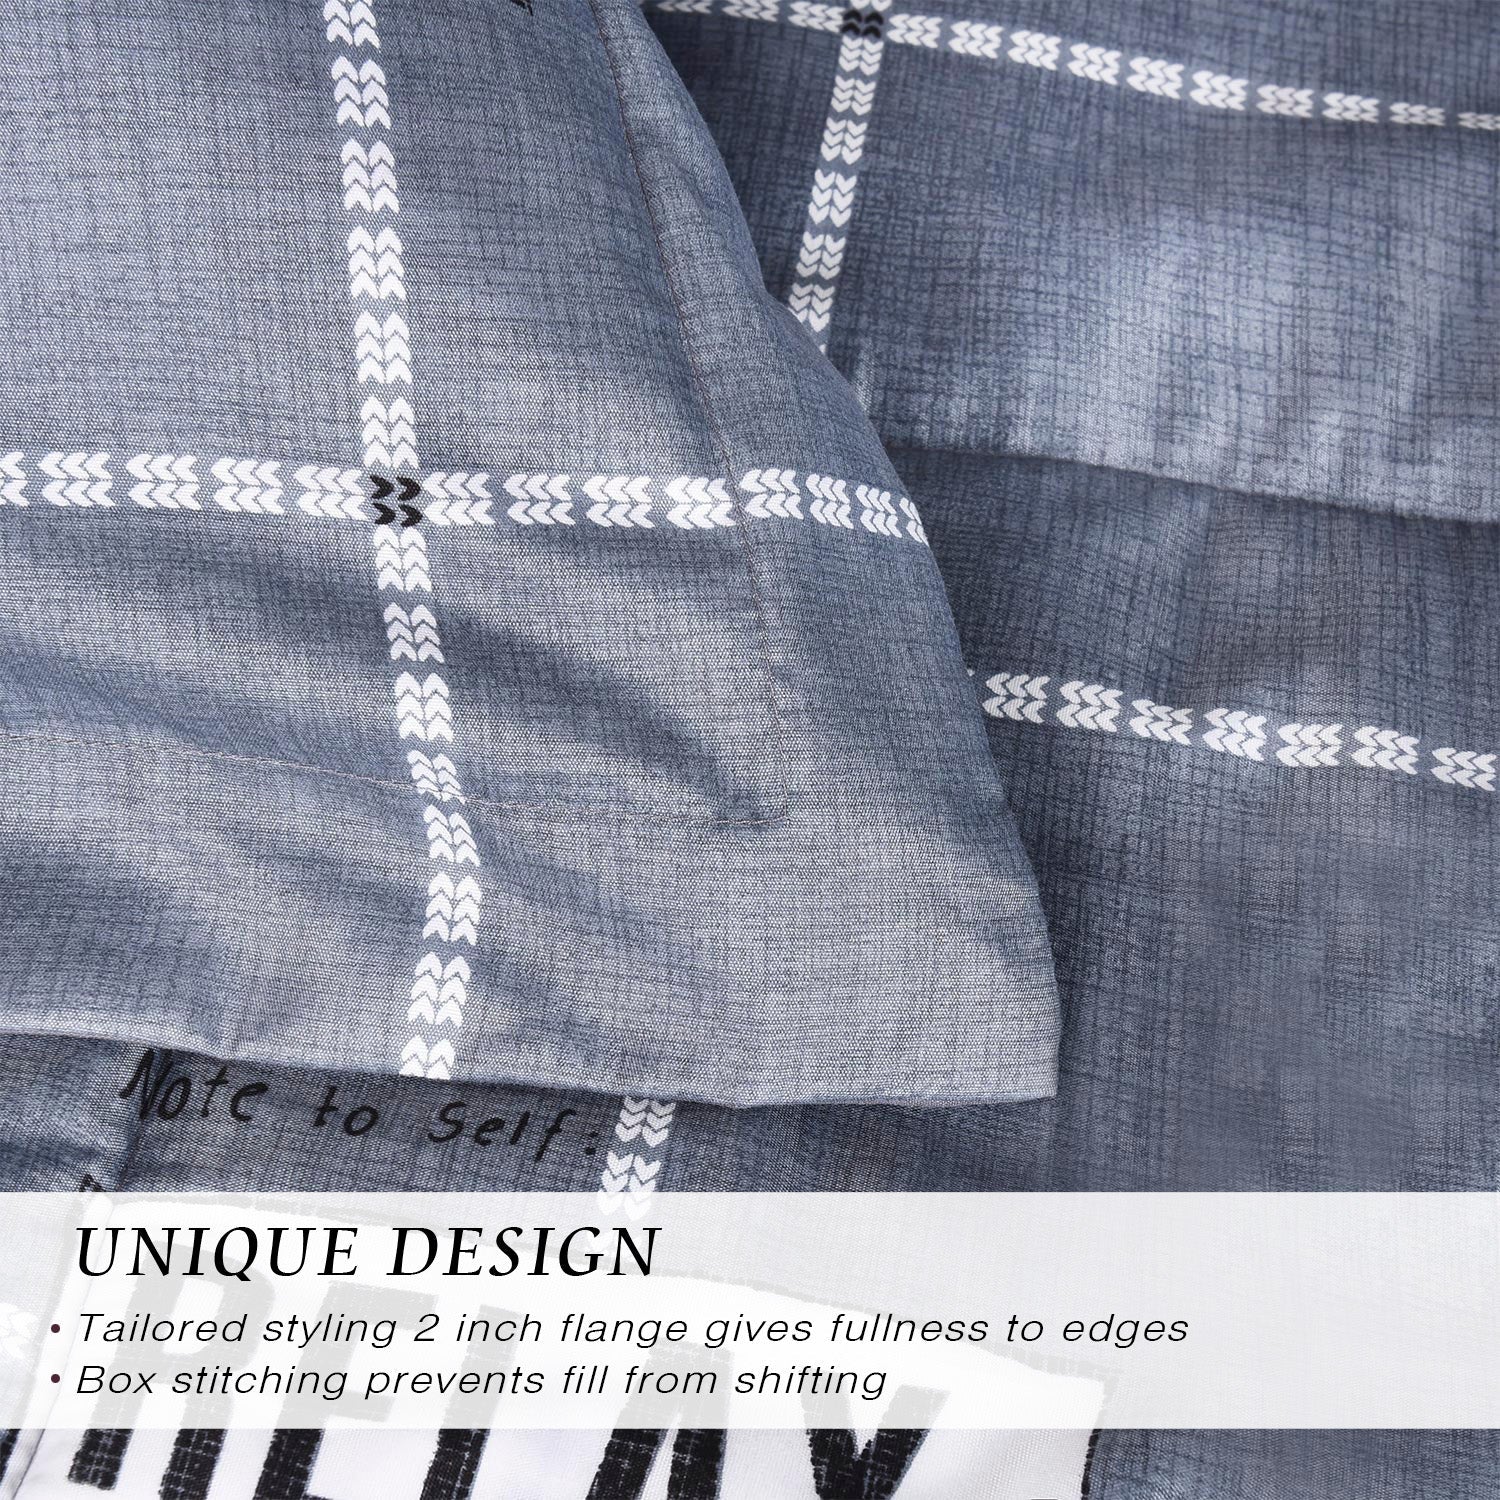 Note to Self:
RELAX
UNIQUE DESIGN
• Tailored styling 2 inch flange gives fullness to edges
• Box stitching prevents fill from shifting